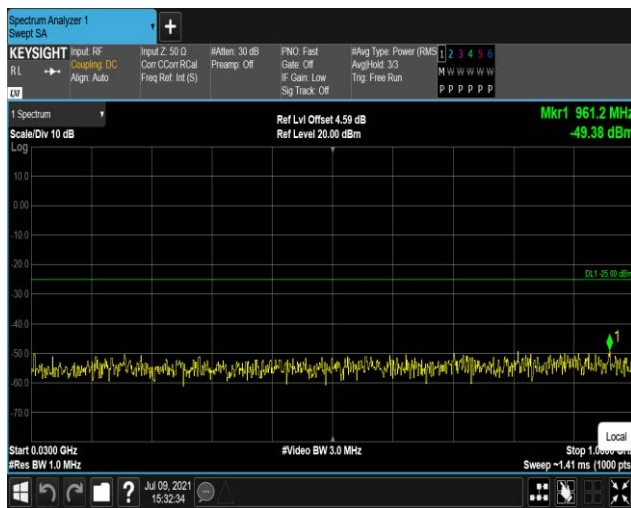 Spectrum Analyzer 1
Swept SA
+
KEYSIGHT
RL
LXI
Input: RF
Coupling: DC
Align: Auto
Input Z: 50 Ω
Corr CCorr RCal
Freq Ref: Int (S)
#Atten: 30 dB
Preamp: Off
PNO: Fast
Gate: Off
IF Gain: Low
Sig Track: Off
#Avg Type: Power (RMS
Avg|Hold: 3/3
Trig: Free Run
1 2 3 4 5 6
M W W W W W
P P P P P P
1 Spectrum
Scale/Div 10 dB
Log
Ref Lvl Offset 4.59 dB
Ref Level 20.00 dBm
Mkr1 961.2 MHz
-49.38 dBm
10.0
0.00
-10.0
-20.0
DL1 -25.00 dBm
-30.0
-40.0
1
-50.0
-60.0
-70.0
Local
Start 0.0300 GHz
#Res BW 1.0 MHz
#Video BW 3.0 MHz
Stop 1.0000 GHz
Sweep ~1.41 ms (1000 pts
?
Jul 09, 2021
15:32:34